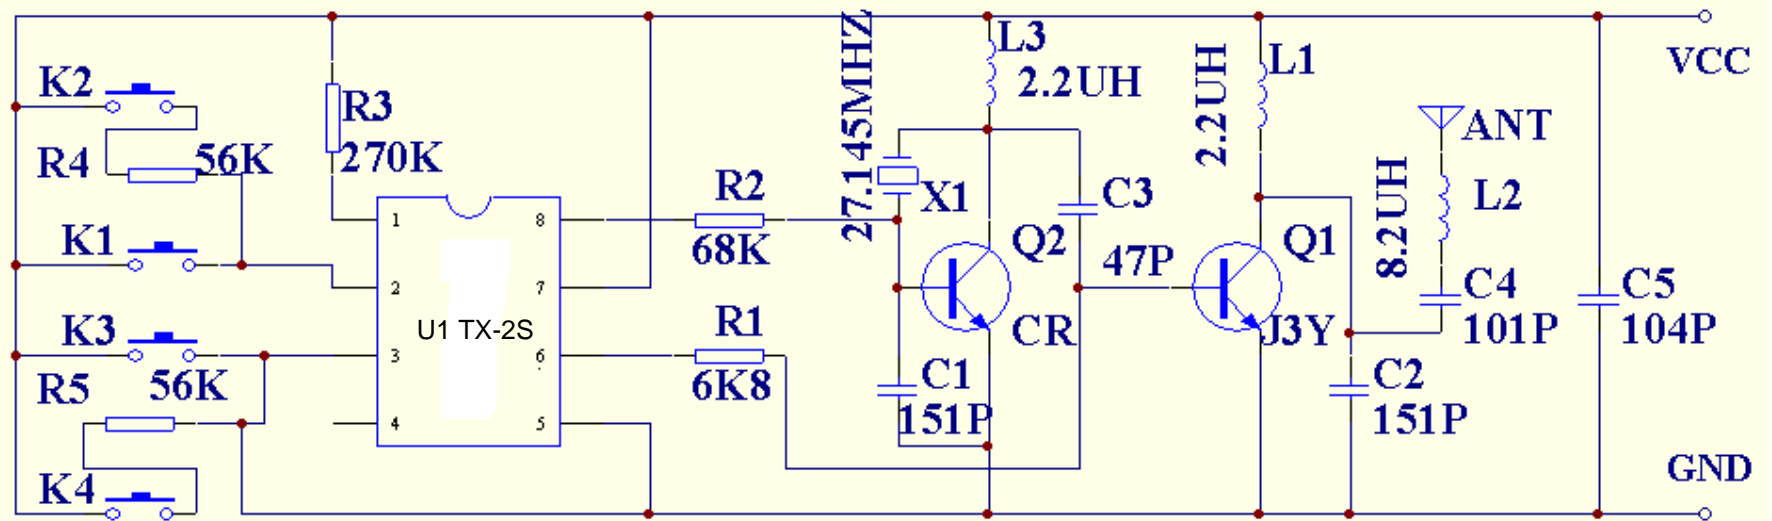 K2
R4
56K
K1
K3
56K
R5
K4
R3
270K
1
2
3
4
U1 TX-2S
8
7
6
5
R2
68K
R1
6K8
27.145MHZ
X1
L3
2.2UH
C3
47P
Q2
CR
C1
151P
2.2UH
L1
Q1
J3Y
ANT
8.2UH
L2
C4
101P
C2
151P
C5
104P
VCC
GND